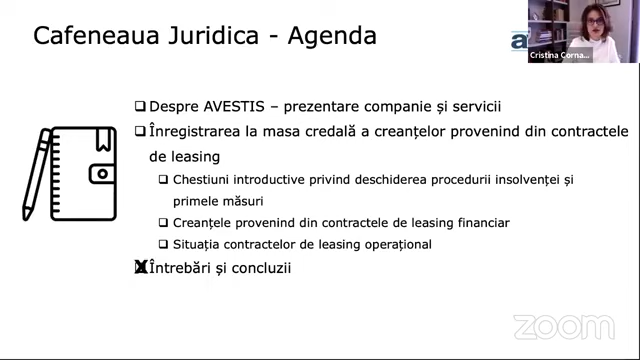 Cafeneaua Juridica - Agenda
Cristina Corna...
Despre AVESTIS – prezentare companie și servicii
Înregistrarea la masa credală a creanțelor provenind din contractele
de leasing
Chestiuni introductive privind deschiderea procedurii insolvenței și
primele măsuri
Creanțele provenind din contractele de leasing financiar
Situația contractelor de leasing operațional
Întrebări și concluzii
zoom